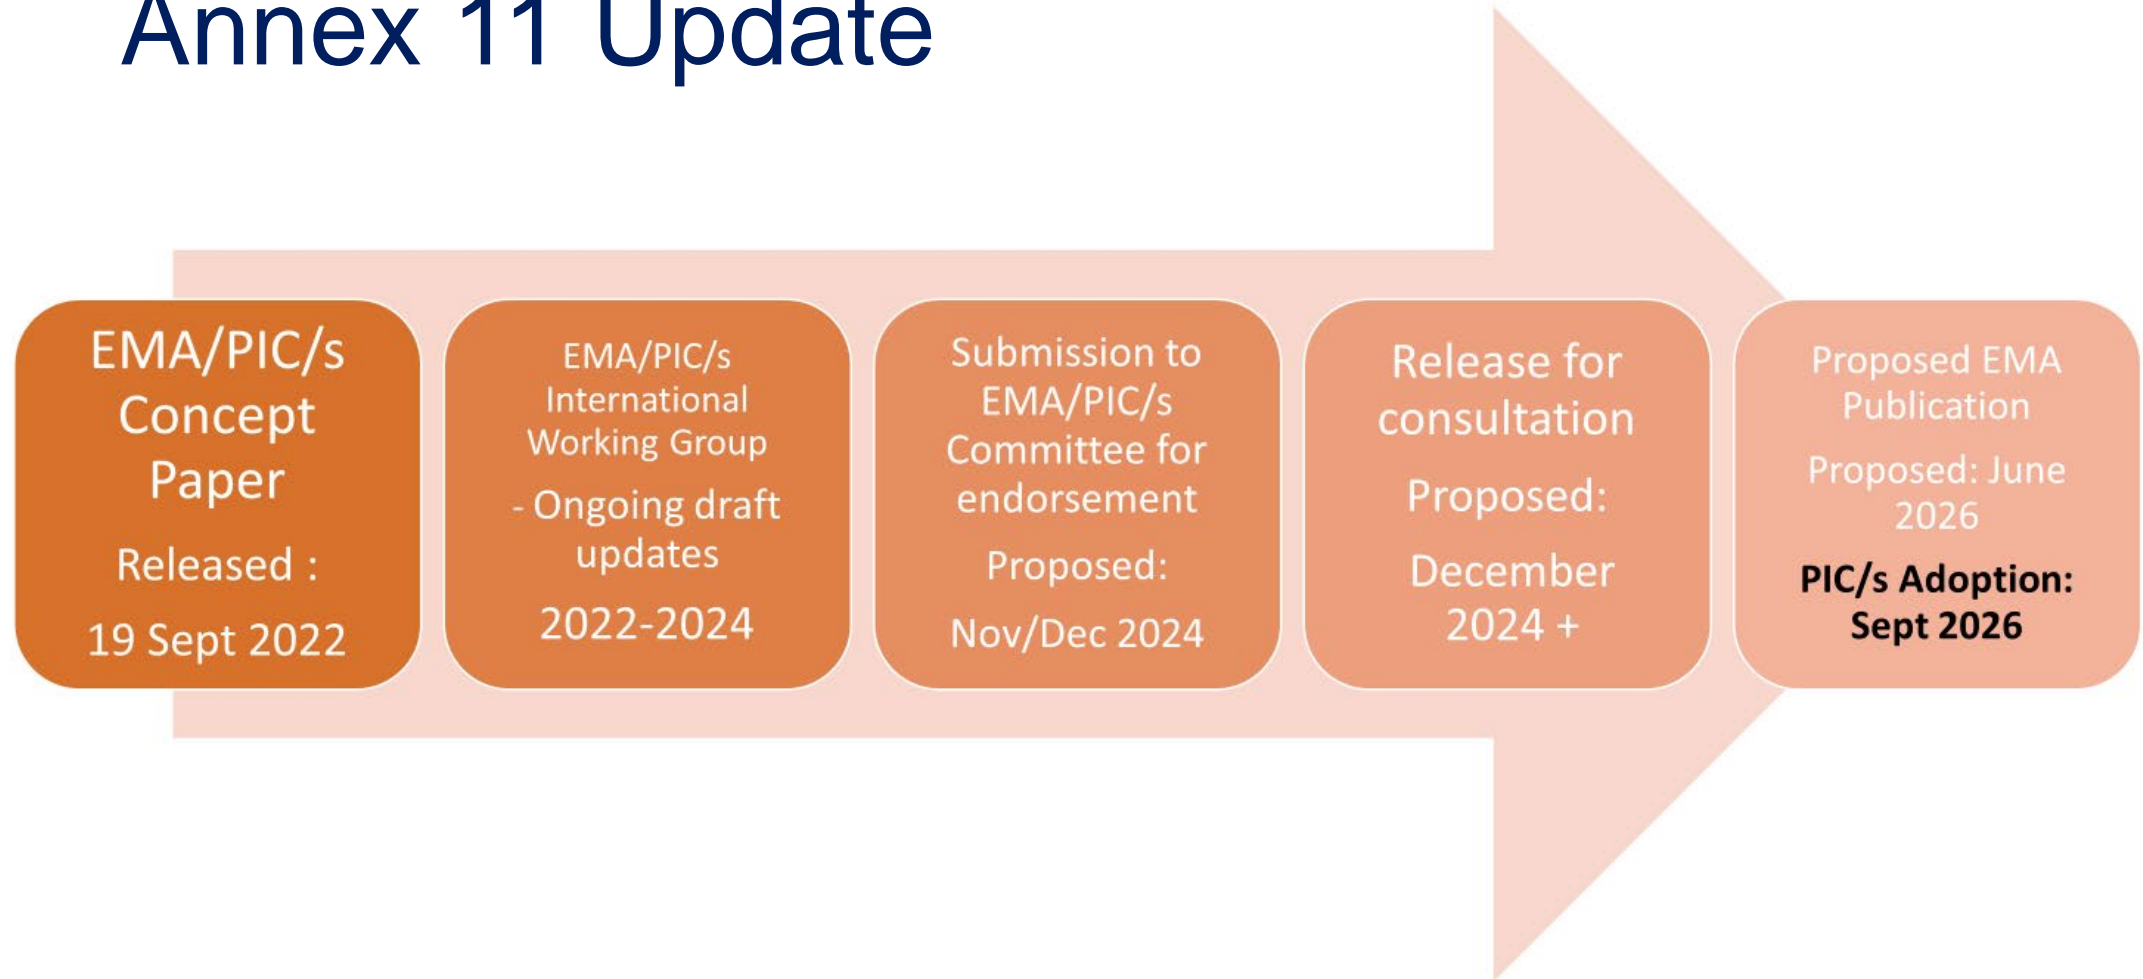 Annex 11 Update
EMA/PIC/s
Concept
Paper
Released :
19 Sept 2022
EMA/PIC/s
International
Working Group
- Ongoing draft
updates
2022-2024
Submission to
EMA/PIC/s
Committee for
endorsement
Proposed:
Nov/Dec 2024
Release for
consultation
Proposed:
December
2024 +
Proposed EMA
Publication
Proposed: June
2026
PIC/s Adoption:
Sept 2026